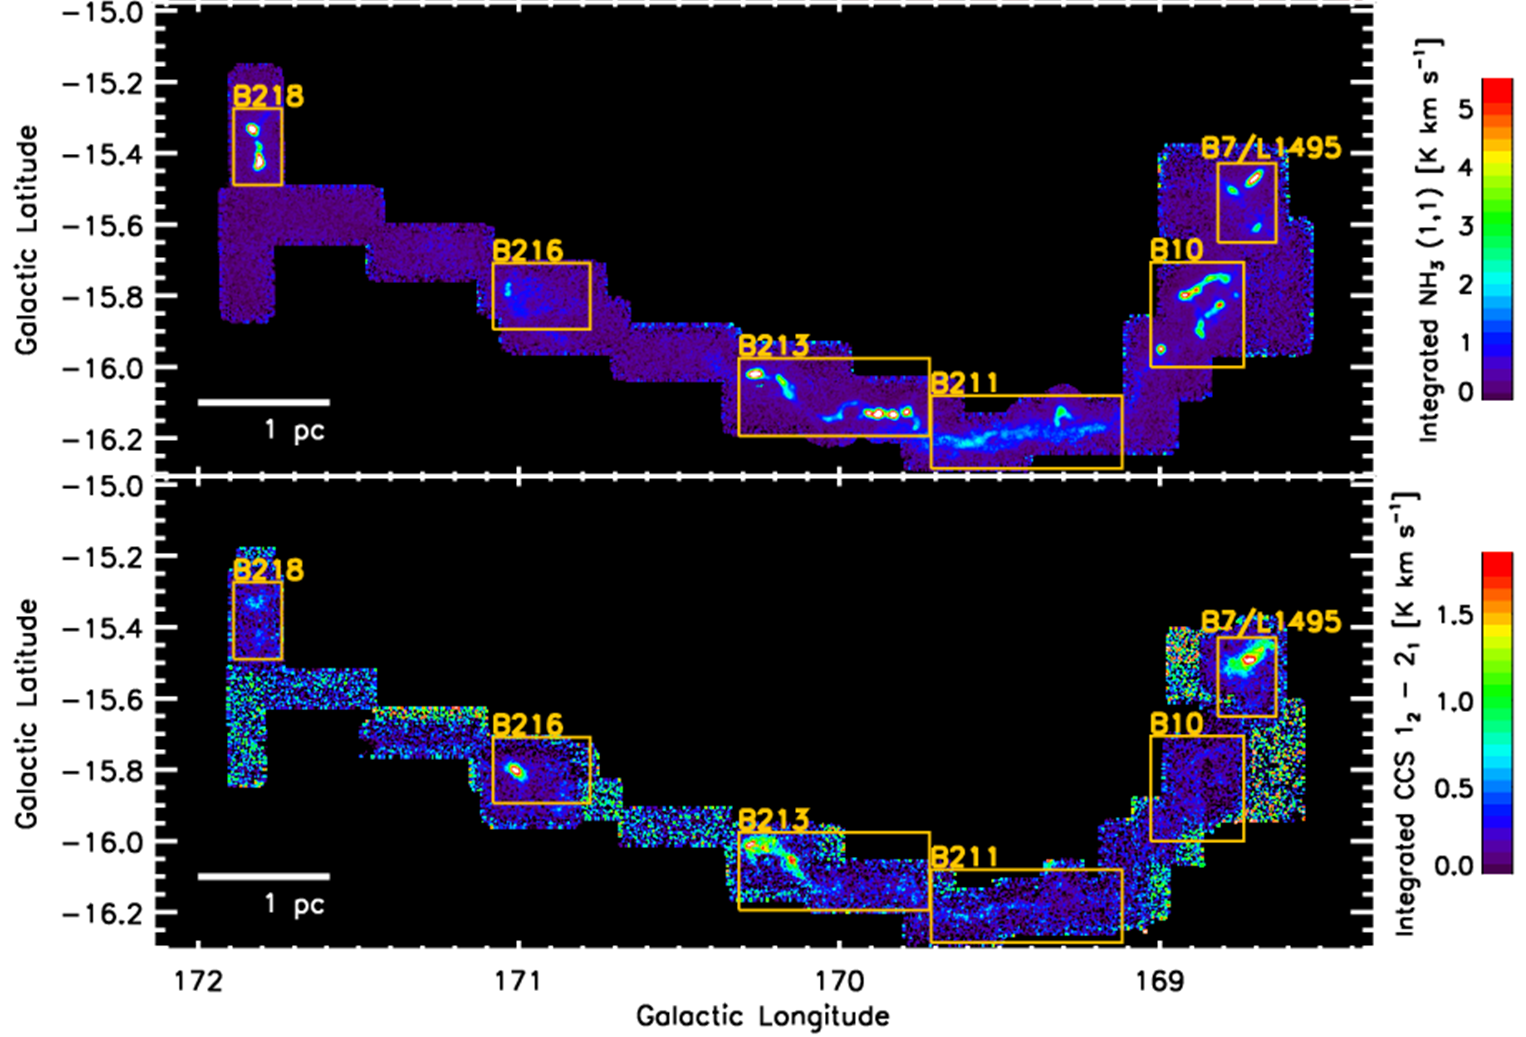 −15.0
−15.2
−15.4
−15.6
−15.8
−16.0
−16.2
Galactic Latitude
B218
B216
B213
B211
B10
B7/L1495
1 pc
Integrated NH₃ (1,1) [K km s⁻¹]
5
4
3
2
1
0
−15.0
−15.2
−15.4
−15.6
−15.8
−16.0
−16.2
Galactic Latitude
B218
B216
B213
B211
B10
B7/L1495
1 pc
Integrated CCS 1₂ − 2₁ [K km s⁻¹]
1.5
1.0
0.5
0.0
172
171
170
169
Galactic Longitude